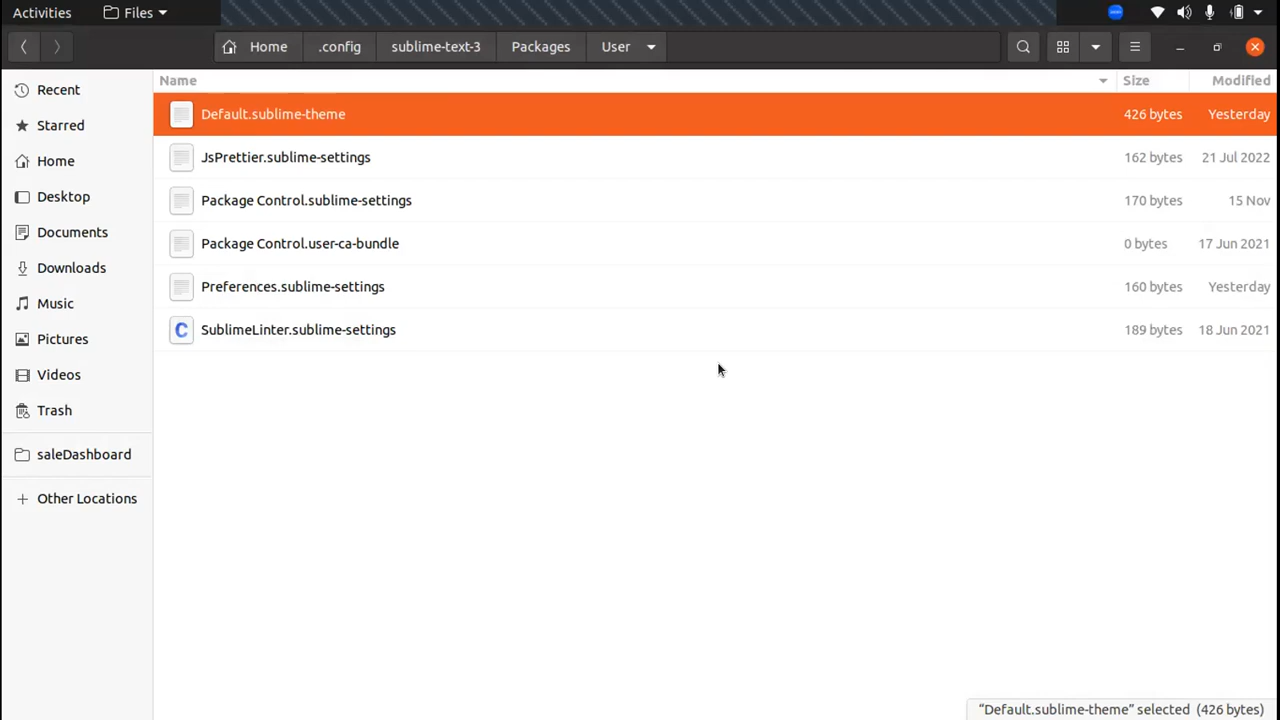 Activities Files
Home .config sublime-text-3 Packages User
Name Size Modified
Recent
Starred
Home
Desktop
Documents
Downloads
Music
Pictures
Videos
Trash
saleDashboard
Other Locations
Default.sublime-theme 426 bytes Yesterday
JsPrettier.sublime-settings 162 bytes 21 Jul 2022
Package Control.sublime-settings 170 bytes 15 Nov
Package Control.user-ca-bundle 0 bytes 17 Jun 2021
Preferences.sublime-settings 160 bytes Yesterday
SublimeLinter.sublime-settings 189 bytes 18 Jun 2021
“Default.sublime-theme” selected (426 bytes)